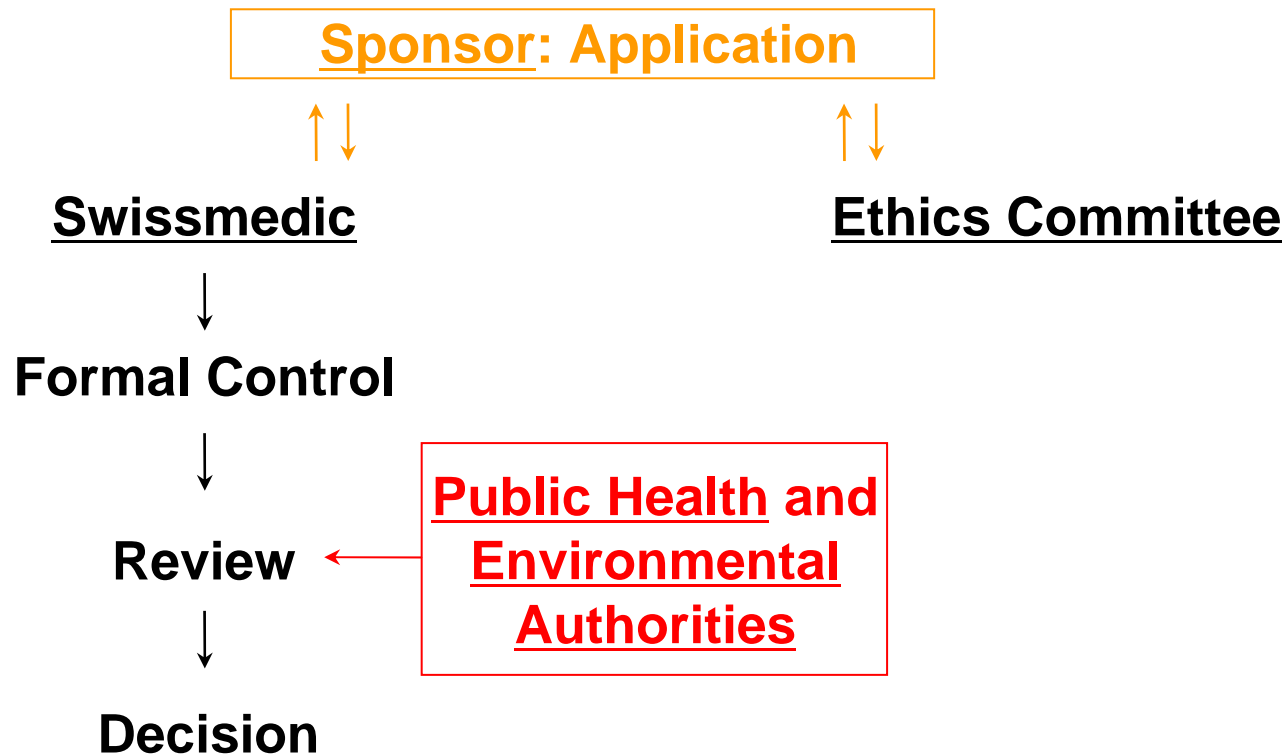 Sponsor: Application
Swissmedic
Ethics Committee
Formal Control
Review
Public Health and
Environmental
Authorities
Decision